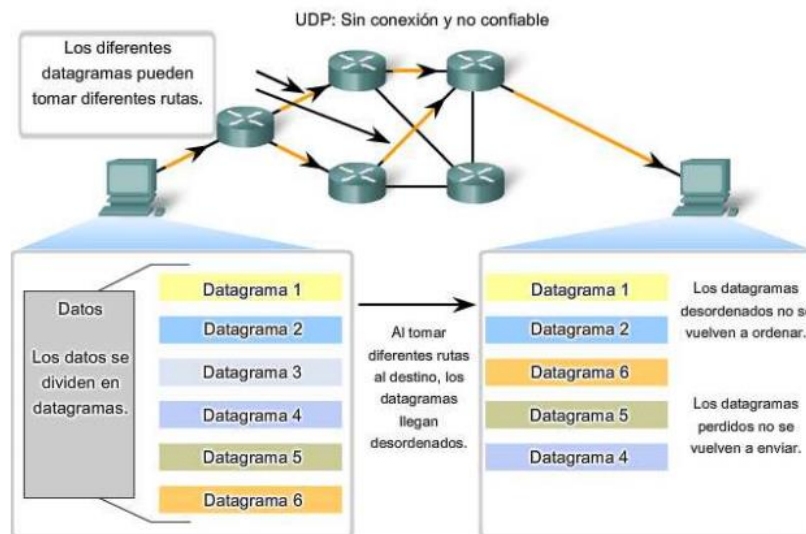 UDP: Sin conexión y no confiable
Los diferentes
datagramas pueden
tomar diferentes rutas.
Datos
Los datos se
dividen en
datagramas.
Datagrama 1
Datagrama 2
Datagrama 3
Datagrama 4
Datagrama 5
Datagrama 6
Al tomar
diferentes rutas
al destino, los
datagramas
llegan
desordenados.
Datagrama 1
Datagrama 2
Datagrama 6
Datagrama 5
Datagrama 4
Los datagramas
desordenados no se
vuelven a ordenar.
Los datagramas
perdidos no se
vuelven a enviar.